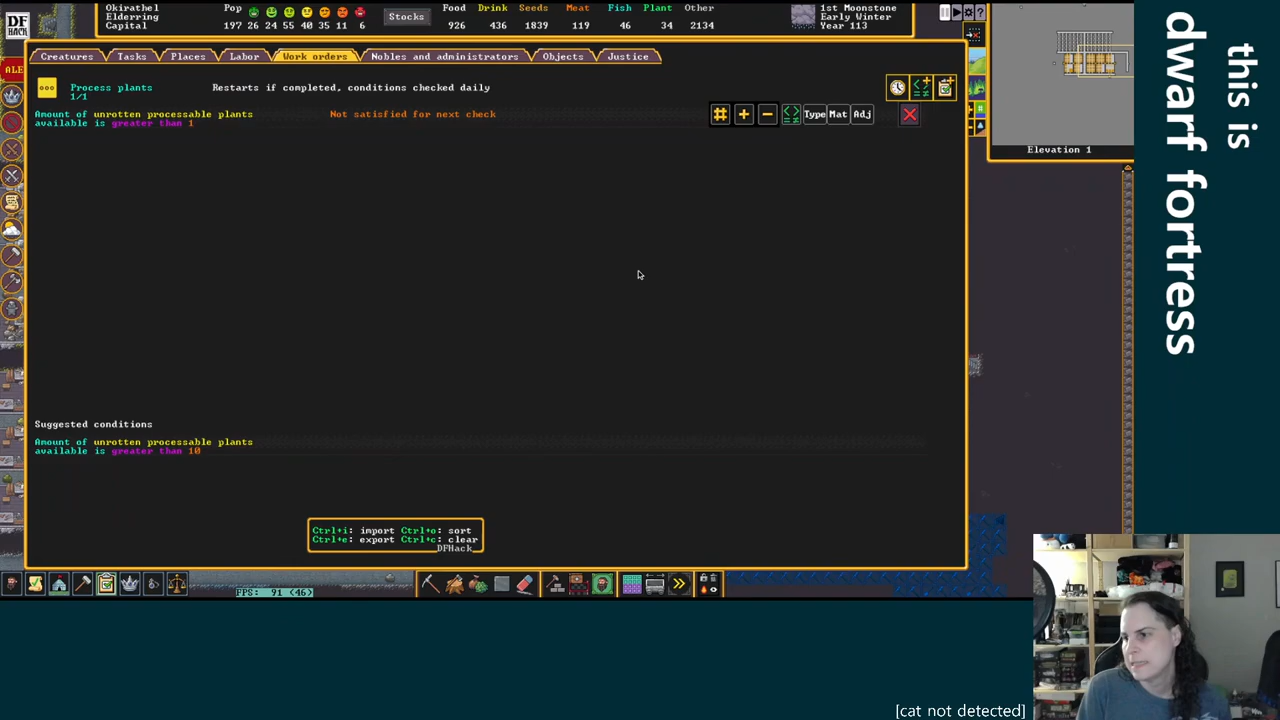 DF
HACK
Okirathel
Elderring
Capital
Pop
197 26 24 55 40 35 11 6
Stocks
Food Drink Seeds Meat Fish Plant Other
926 436 1839 119 46 34 2134
1st Moonstone
Early Winter
Year 113
ALE
Creatures Tasks Places Labor Work orders Nobles and administrators Objects Justice
Process plants
1/1
Restarts if completed, conditions checked daily
Amount of unrotten processable plants
available is greater than 1
Not satisfied for next check
Type Mat Adj
Elevation 1
Suggested conditions
Amount of unrotten processable plants
available is greater than 10
Ctrl+i: import Ctrl+o: sort
Ctrl+e: export Ctrl+c: clear
DFHack
FPS: 91 (46)
this is
dwarf fortress
[cat not detected]